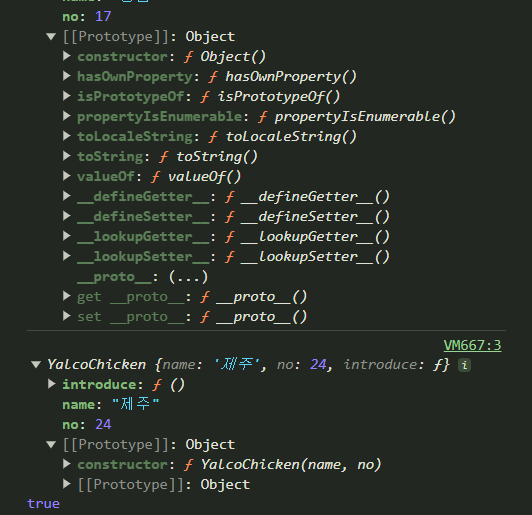 no: 17
▼ [[Prototype]]: Object
▶ constructor: ƒ Object()
▶ hasOwnProperty: ƒ hasOwnProperty()
▶ isPrototypeOf: ƒ isPrototypeOf()
▶ propertyIsEnumerable: ƒ propertyIsEnumerable()
▶ toLocaleString: ƒ toLocaleString()
▶ toString: ƒ toString()
▶ valueOf: ƒ valueOf()
▶ __defineGetter__: ƒ __defineGetter__()
▶ __defineSetter__: ƒ __defineSetter__()
▶ __lookupGetter__: ƒ __lookupGetter__()
▶ __lookupSetter__: ƒ __lookupSetter__()
__proto__: (...)
▶ get __proto__: ƒ __proto__()
▶ set __proto__: ƒ __proto__()
VM667:3
▼ YalcoChicken {name: '제주', no: 24, introduce: ƒ} i
▶ introduce: ƒ ()
name: "제주"
no: 24
▼ [[Prototype]]: Object
▶ constructor: ƒ YalcoChicken(name, no)
▶ [[Prototype]]: Object
true